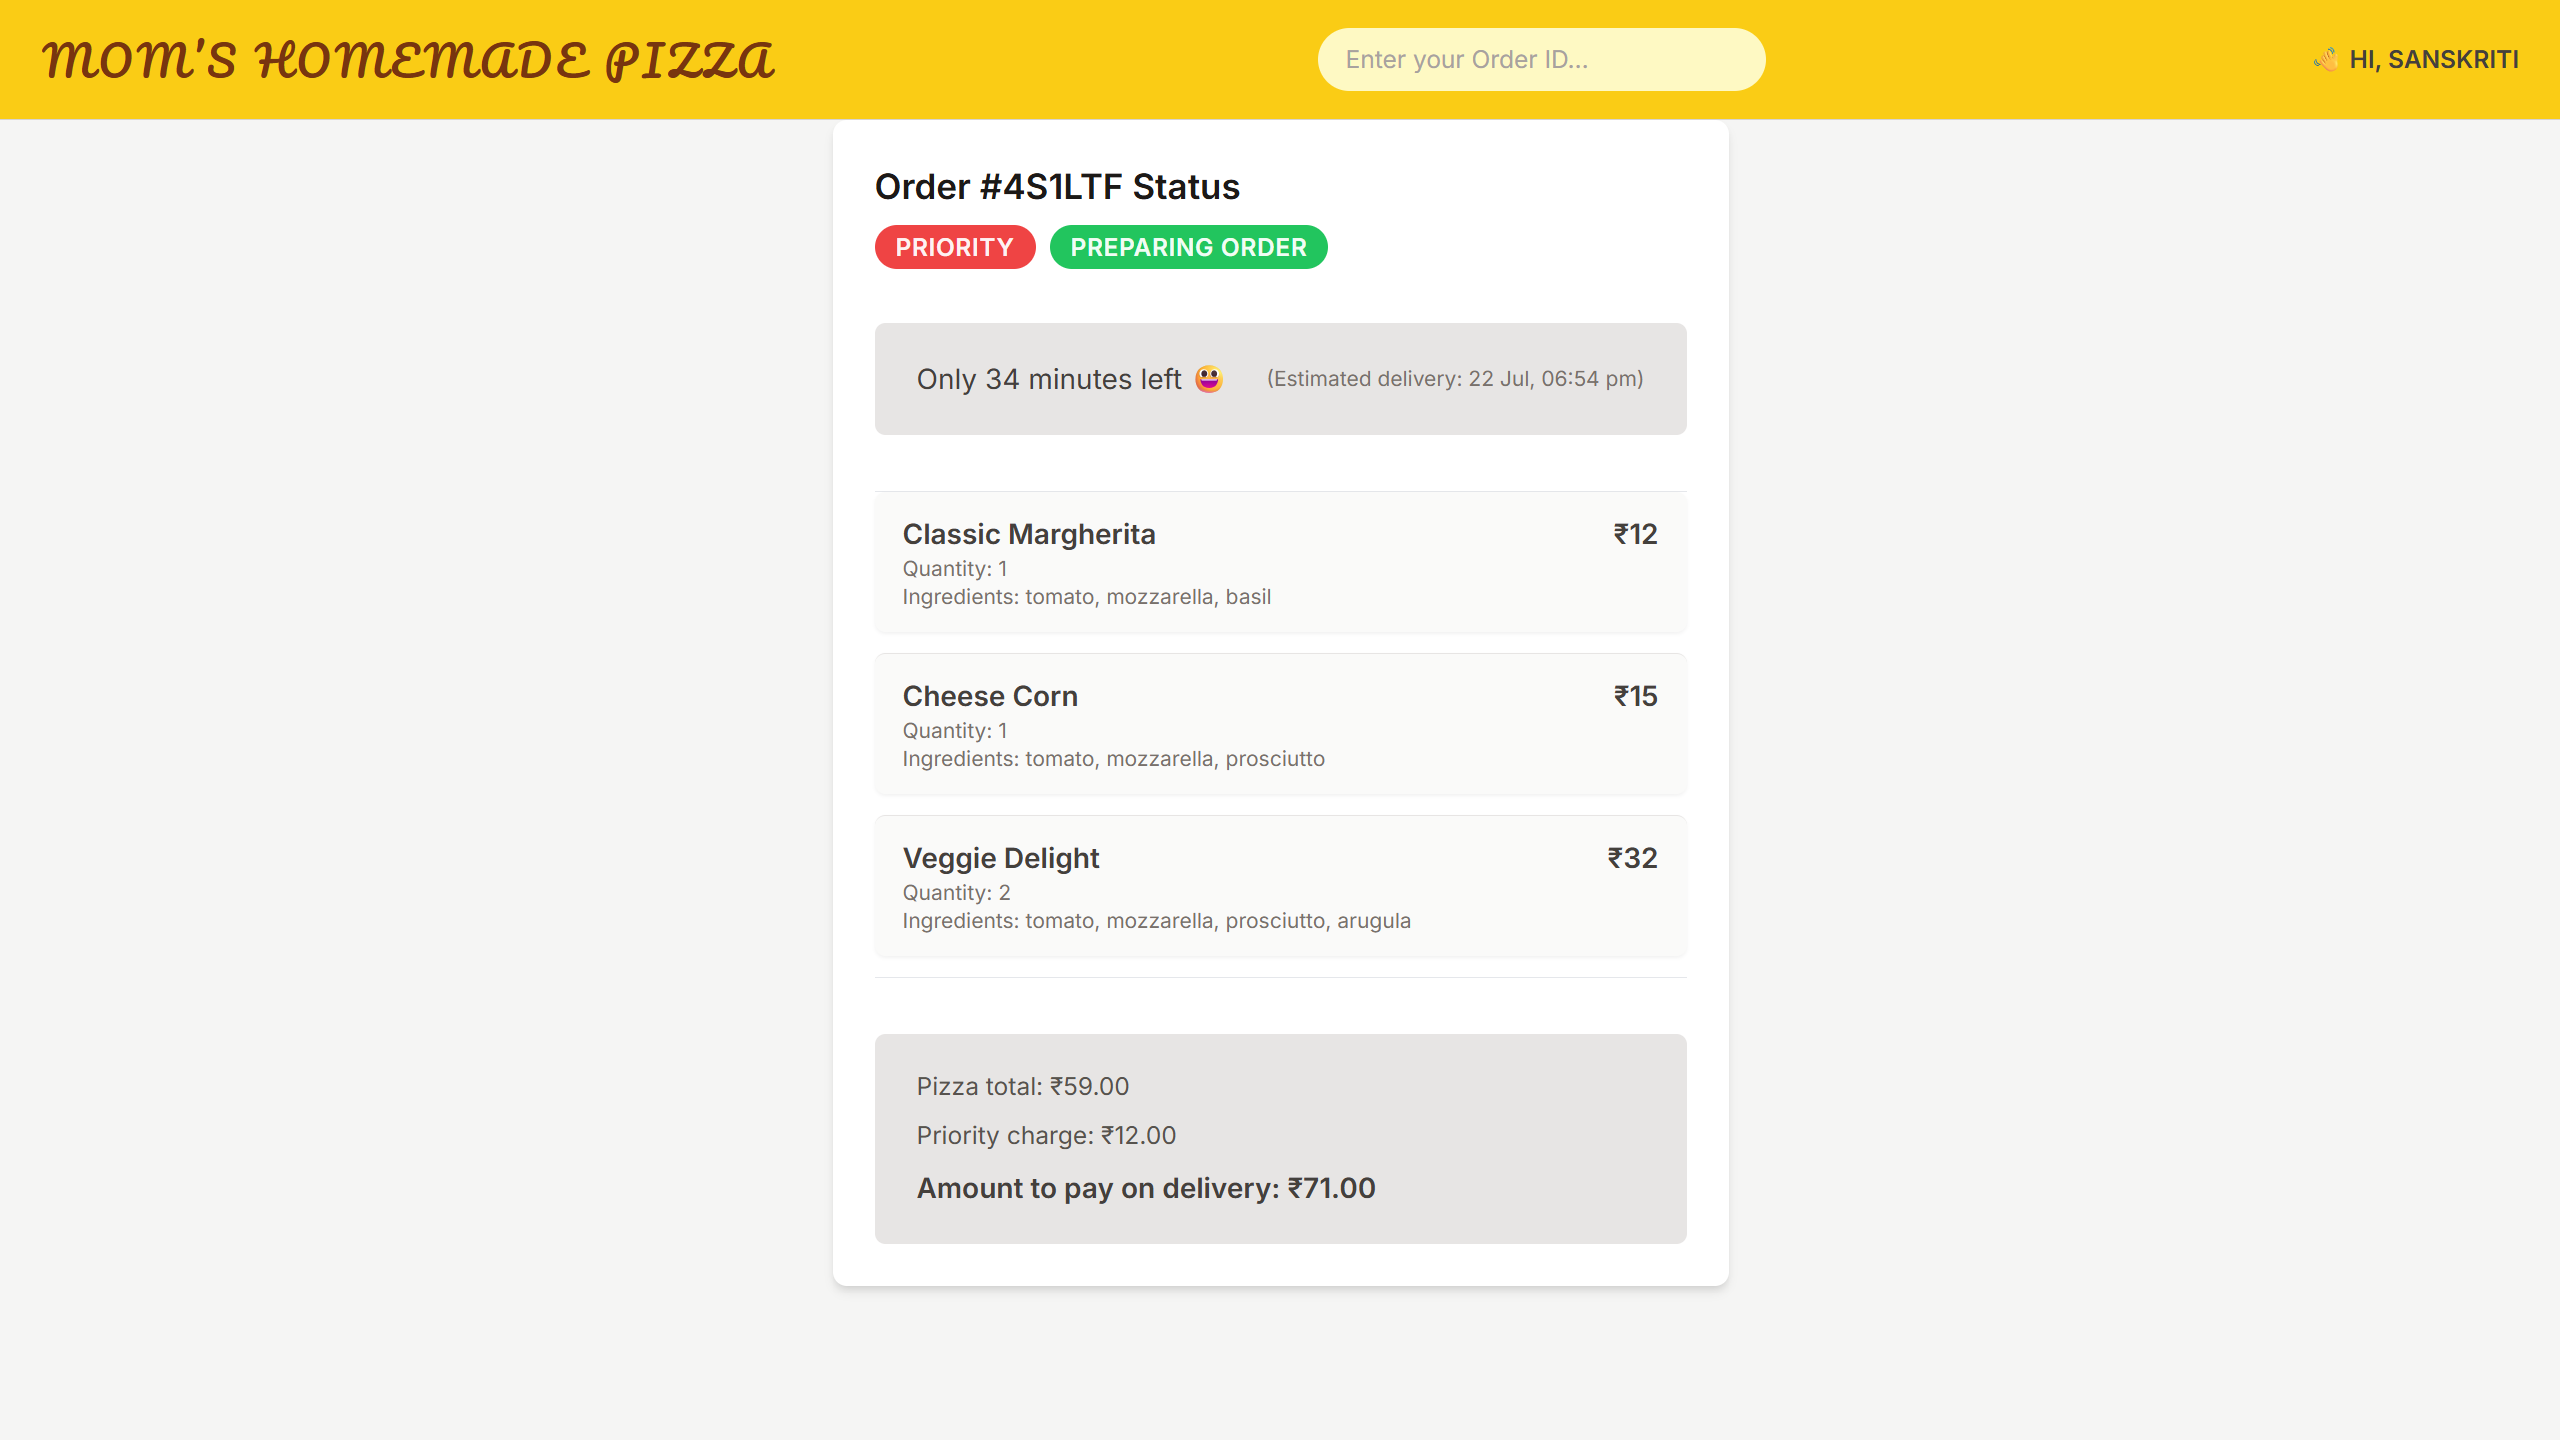 MOM'S HOMEMADE PIZZA
Enter your Order ID...
👋 HI, SANSKRITI
Order #4S1LTF Status
PRIORITY PREPARING ORDER
Only 34 minutes left 😀 (Estimated delivery: 22 Jul, 06:54 pm)
Classic Margherita ₹12
Quantity: 1
Ingredients: tomato, mozzarella, basil
Cheese Corn ₹15
Quantity: 1
Ingredients: tomato, mozzarella, prosciutto
Veggie Delight ₹32
Quantity: 2
Ingredients: tomato, mozzarella, prosciutto, arugula
Pizza total: ₹59.00
Priority charge: ₹12.00
Amount to pay on delivery: ₹71.00